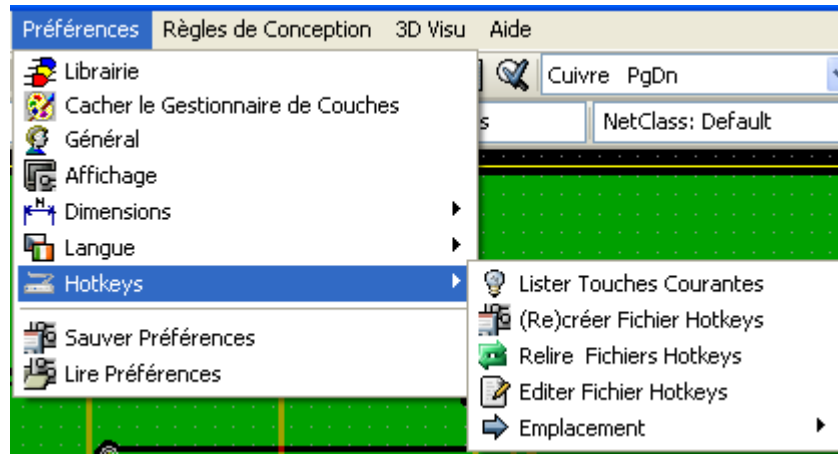 Préférences Règles de Conception 3D Visu Aide
Librairie
Cuivre PgDn
Cacher le Gestionnaire de Couches
s NetClass: Default
Général
Affichage
Dimensions
Langue
Hotkeys
Lister Touches Courantes
(Re)créer Fichier Hotkeys
Relire Fichiers Hotkeys
Editer Fichier Hotkeys
Emplacement
Sauver Préférences
Lire Préférences